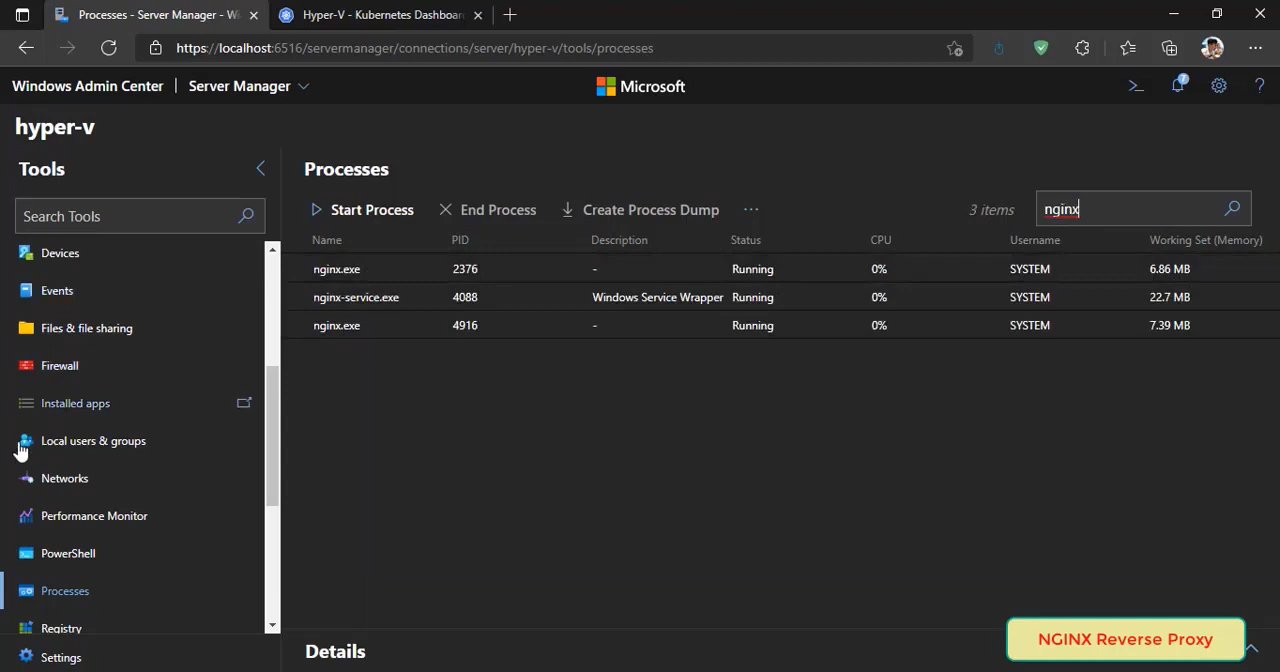 Processes - Server Manager - Wi
Hyper-V - Kubernetes Dashboar
https://localhost:6516/servermanager/connections/server/hyper-v/tools/processes
Windows Admin Center
Server Manager
Microsoft
7
hyper-v
Tools
Search Tools
Devices
Events
Files & file sharing
Firewall
Installed apps
Local users & groups
Networks
Performance Monitor
PowerShell
Processes
Registry
Settings
Processes
Start Process
End Process
Create Process Dump
3 items
nginx
Name PID Description Status CPU Username Working Set (Memory)
nginx.exe 2376 - Running 0% SYSTEM 6.86 MB
nginx-service.exe 4088 Windows Service Wrapper Running 0% SYSTEM 22.7 MB
nginx.exe 4916 - Running 0% SYSTEM 7.39 MB
Details
NGINX Reverse Proxy